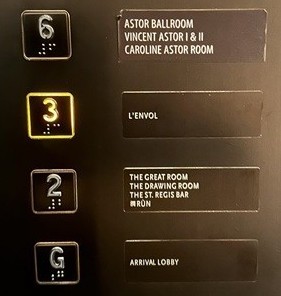 6
ASTOR BALLROOM
VINCENT ASTOR I & II
CAROLINE ASTOR ROOM
3
L'ENVOL
2
THE GREAT ROOM
THE DRAWING ROOM
THE ST. REGIS BAR
RÙN
G
ARRIVAL LOBBY